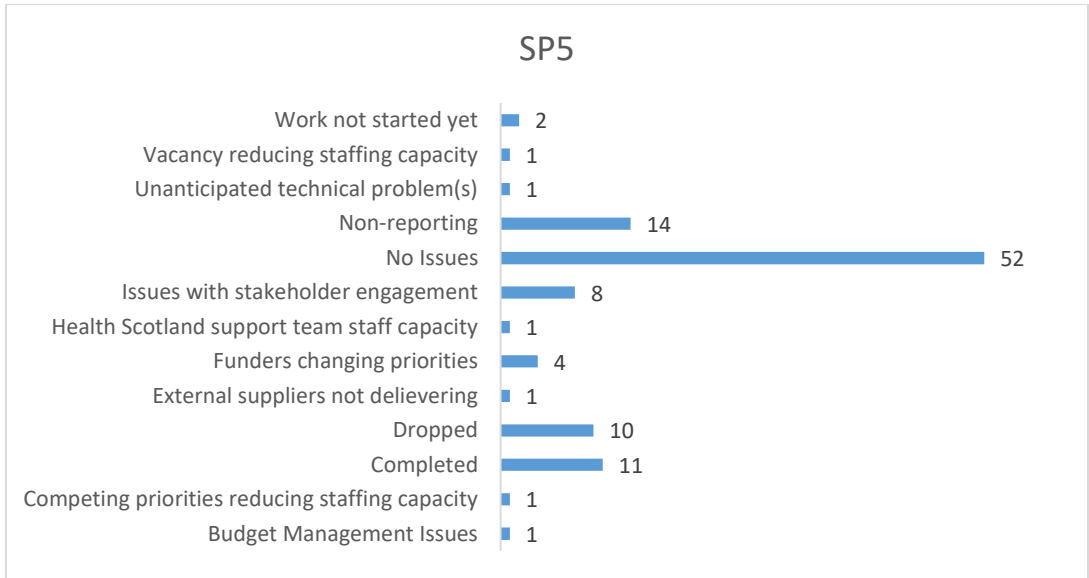 SP5
Work not started yet 2
Vacancy reducing staffing capacity 1
Unanticipated technical problem(s) 1
Non-reporting 14
No Issues 52
Issues with stakeholder engagement 8
Health Scotland support team staff capacity 1
Funders changing priorities 4
External suppliers not delievering 1
Dropped 10
Completed 11
Competing priorities reducing staffing capacity 1
Budget Management Issues 1